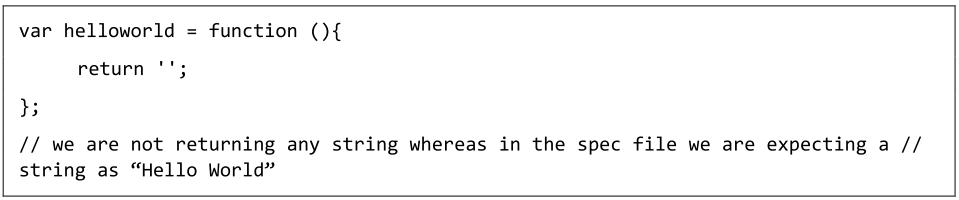 var helloworld = function (){
return '';
};
// we are not returning any string whereas in the spec file we are expecting a //
string as “Hello World”